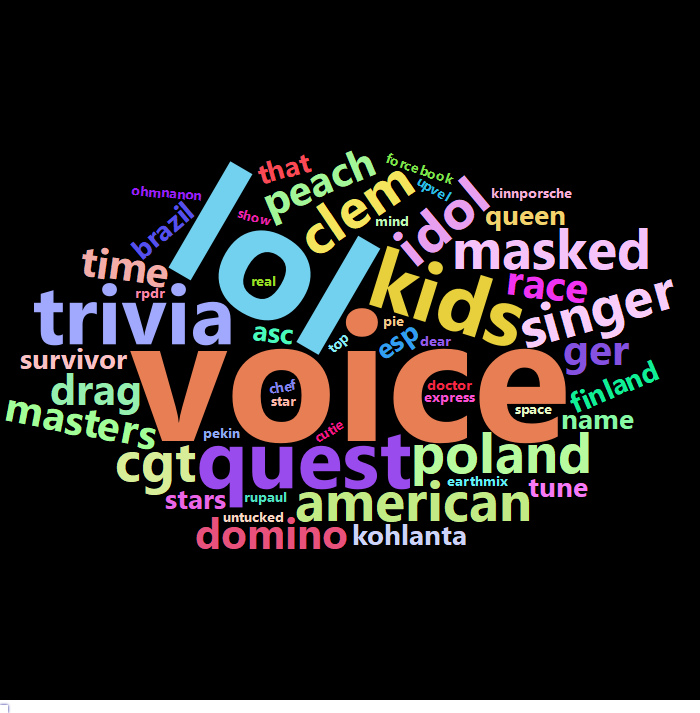 that
peach
forcebook
upvel
clem
idol
kinnporsche
ohmnanon
brazil
show
mind
queen
lol
masked
time
real
kids
race
rpdr
trivia
asc
pie
singer
top
esp
dear
ger
survivor
voice
drag
chef
star
doctor
express
space
finland
masters
name
pekin
cutie
cgt
quest
poland
earthmix
tune
stars
rupaul
american
untucked
domino
kohlanta